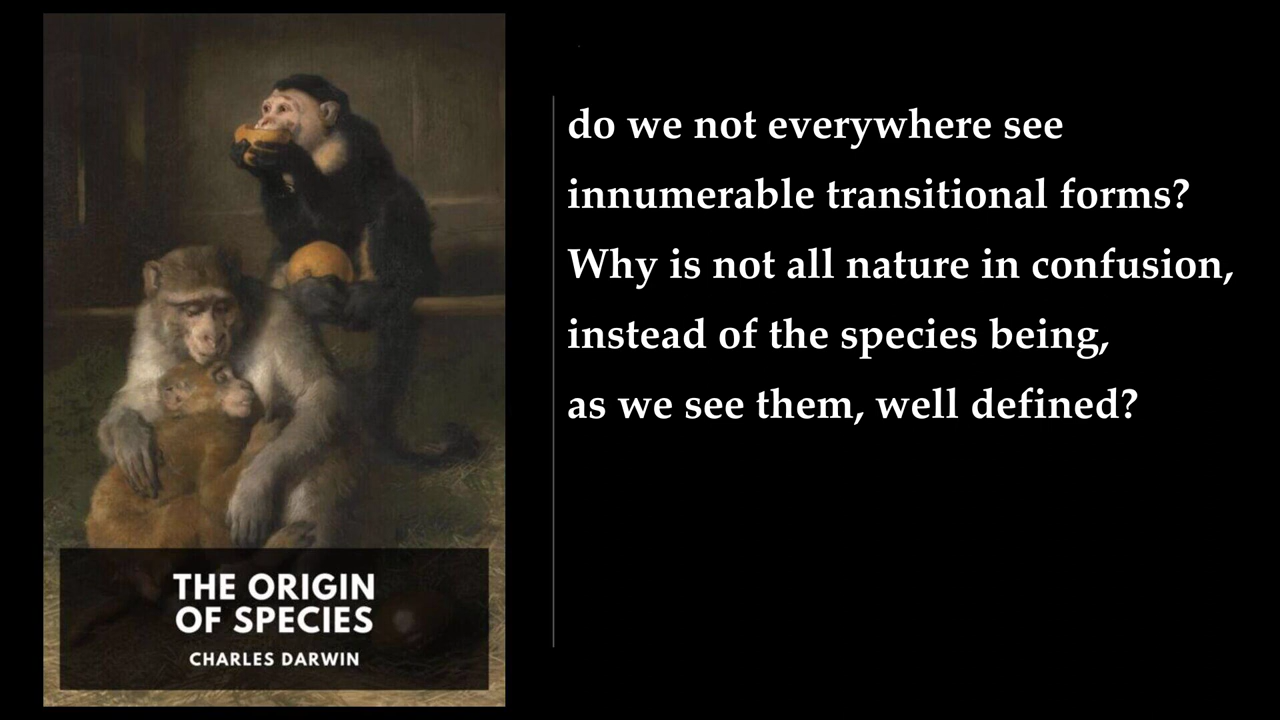 do we not everywhere see
innumerable transitional forms?
Why is not all nature in confusion,
instead of the species being,
as we see them, well defined?
THE ORIGIN
OF SPECIES
CHARLES DARWIN